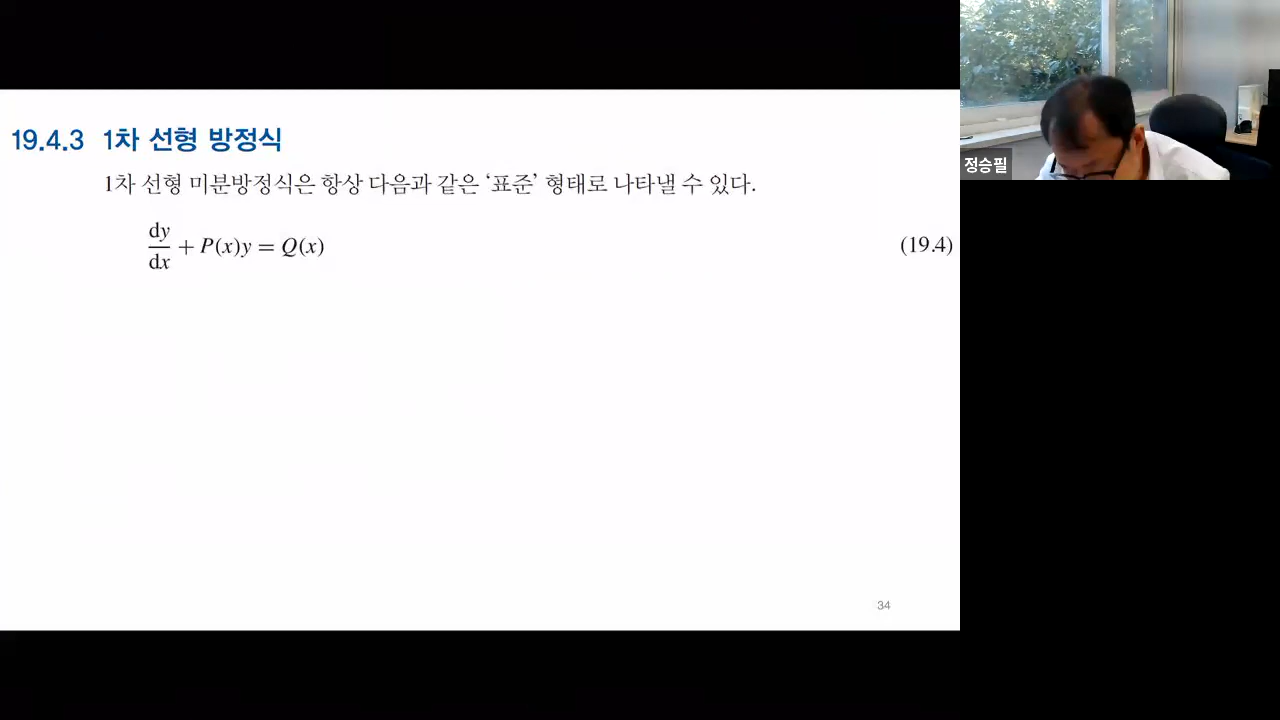 19.4.3 1차 선형 방정식
1차 선형 미분방정식은 항상 다음과 같은 ‘표준’ 형태로 나타낼 수 있다.
dy/dx + P(x)y = Q(x) (19.4)
34
정승필